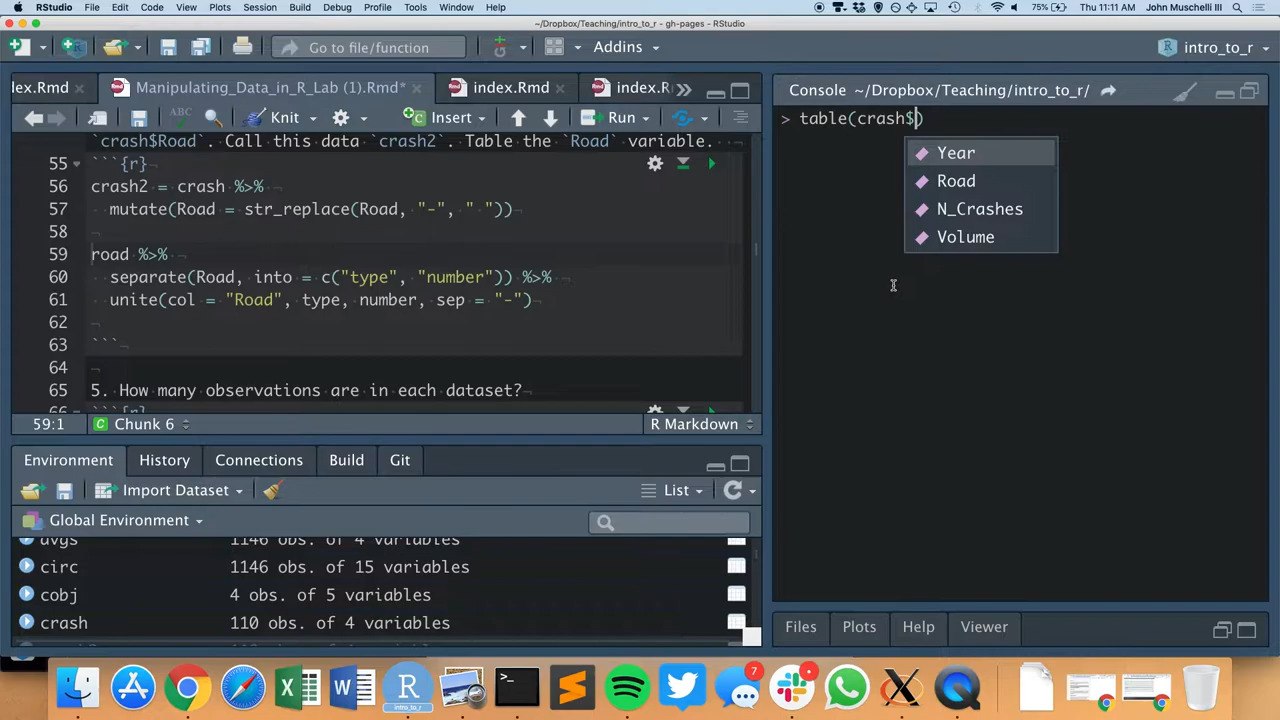 RStudio File Edit Code View Plots Session Build Debug Profile Tools Window Help 75% Thu 11:11 AM John Muschelli III
~/Dropbox/Teaching/intro_to_r - gh-pages - RStudio
Go to file/function Addins intro_to_r
lex.Rmd Manipulating_Data_in_R_Lab (1).Rmd* index.Rmd index.R
ABC Knit Insert Run
`crash$Road`. Call this data `crash2`. Table the `Road` variable.
55 ```{r}
56 crash2 = crash %>%
57 mutate(Road = str_replace(Road, "-", " "))
58
59 road %>%
60 separate(Road, into = c("type", "number")) %>%
61 unite(col = "Road", type, number, sep = "-")
62
63 ```
64
65 5. How many observations are in each dataset?
66 ```{r}
59:1 Chunk 6 R Markdown
Environment History Connections Build Git
Import Dataset List
Global Environment
avgs 1146 obs. of 4 variables
circ 1146 obs. of 15 variables
cobj 4 obs. of 5 variables
crash 110 obs. of 4 variables
Console ~/Dropbox/Teaching/intro_to_r/
> table(crash$)
Year
Road
N_Crashes
Volume
Files Plots Help Viewer
R
intro_to_r
7